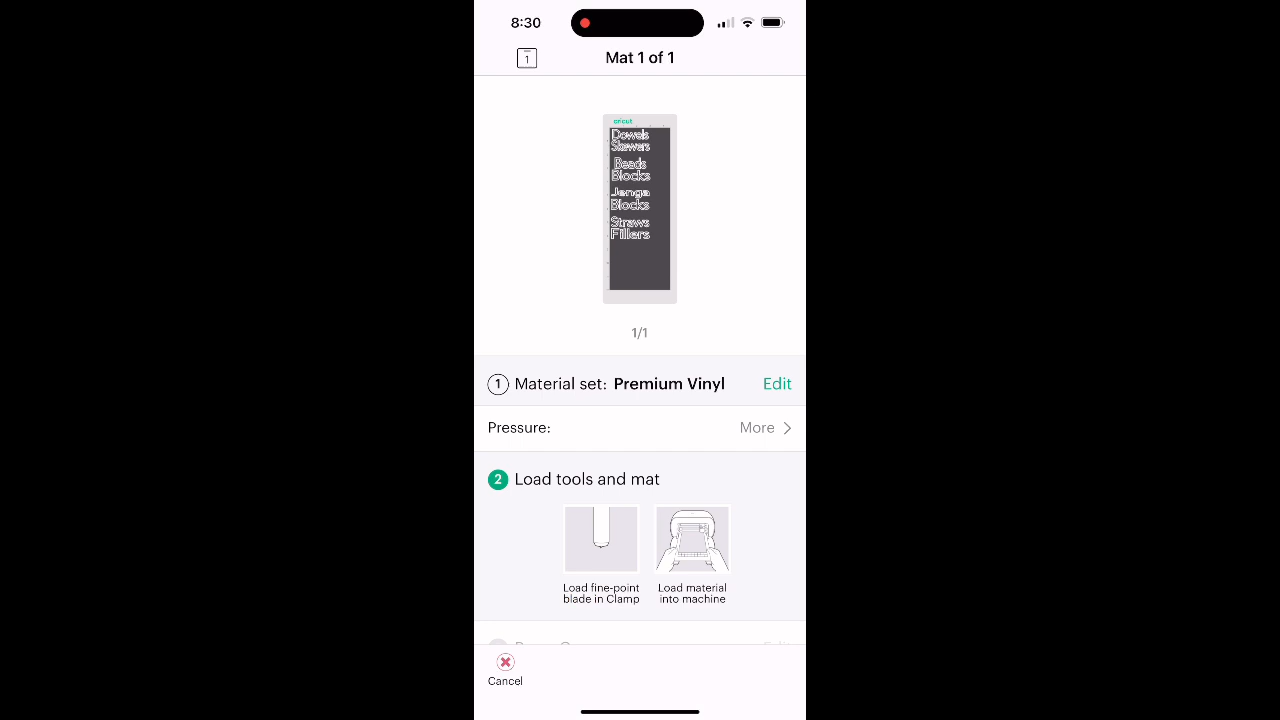 8:30
1
Mat 1 of 1
cricut
Dowels
Skewers
Beads
Blocks
Jenga
Blocks
Straws
Fillers
1/1
1 Material set: Premium Vinyl Edit
Pressure: More
2 Load tools and mat
Load fine-point
blade in Clamp
Load material
into machine
Cancel